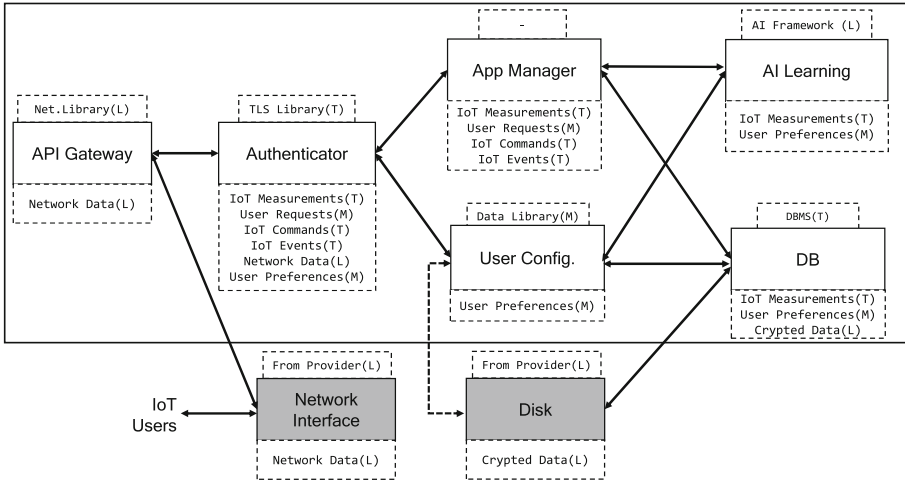 -
App Manager
IoT Measurements(T)
User Requests(M)
IoT Commands(T)
IoT Events(T)
AI Framework (L)
AI Learning
IoT Measurements(T)
User Preferences(M)
Net.Library(L)
API Gateway
Network Data(L)
TLS Library(T)
Authenticator
IoT Measurements(T)
User Requests(M)
IoT Commands(T)
IoT Events(T)
Network Data(L)
User Preferences(M)
Data Library(M)
User Config.
User Preferences(M)
DBMS(T)
DB
IoT Measurements(T)
User Preferences(M)
Crypted Data(L)
IoT
Users
From Provider(L)
Network
Interface
Network Data(L)
From Provider(L)
Disk
Crypted Data(L)